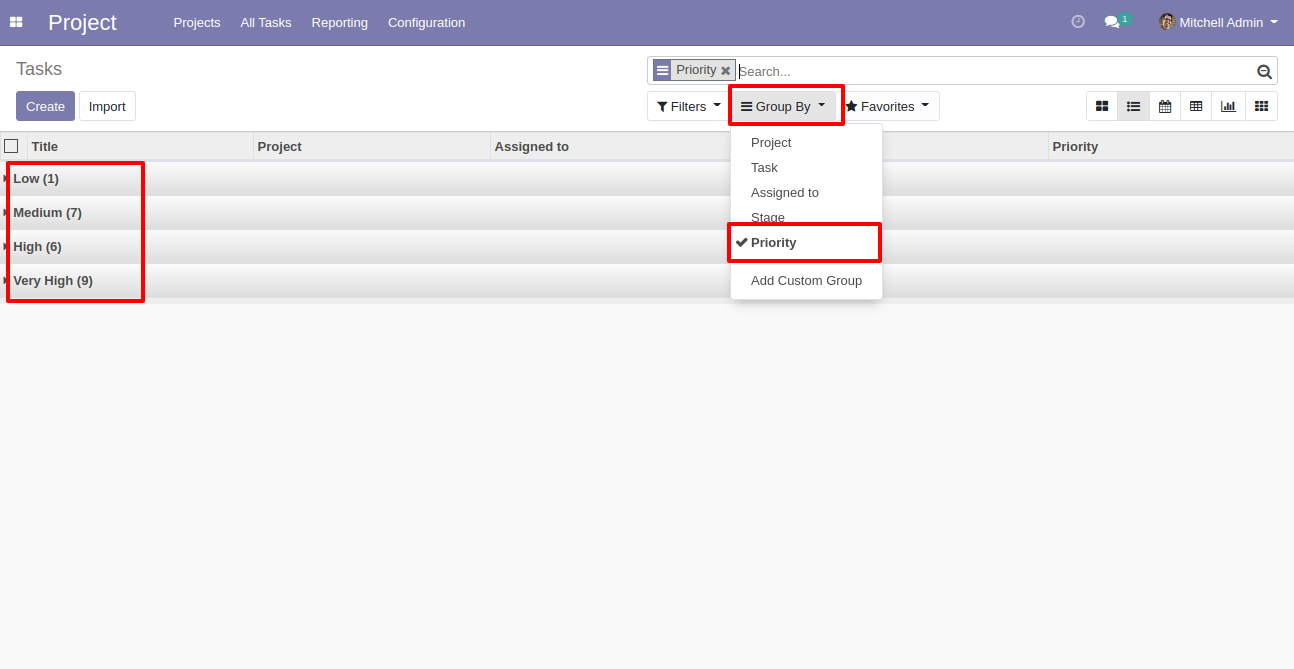 Project Projects All Tasks Reporting Configuration 1 Mitchell Admin
Tasks
Priority Search...
Create Import Filters Group By Favorites
Title Project Assigned to Priority
Project
Task
Assigned to
Stage
Priority
Add Custom Group
Low (1)
Medium (7)
High (6)
Very High (9)